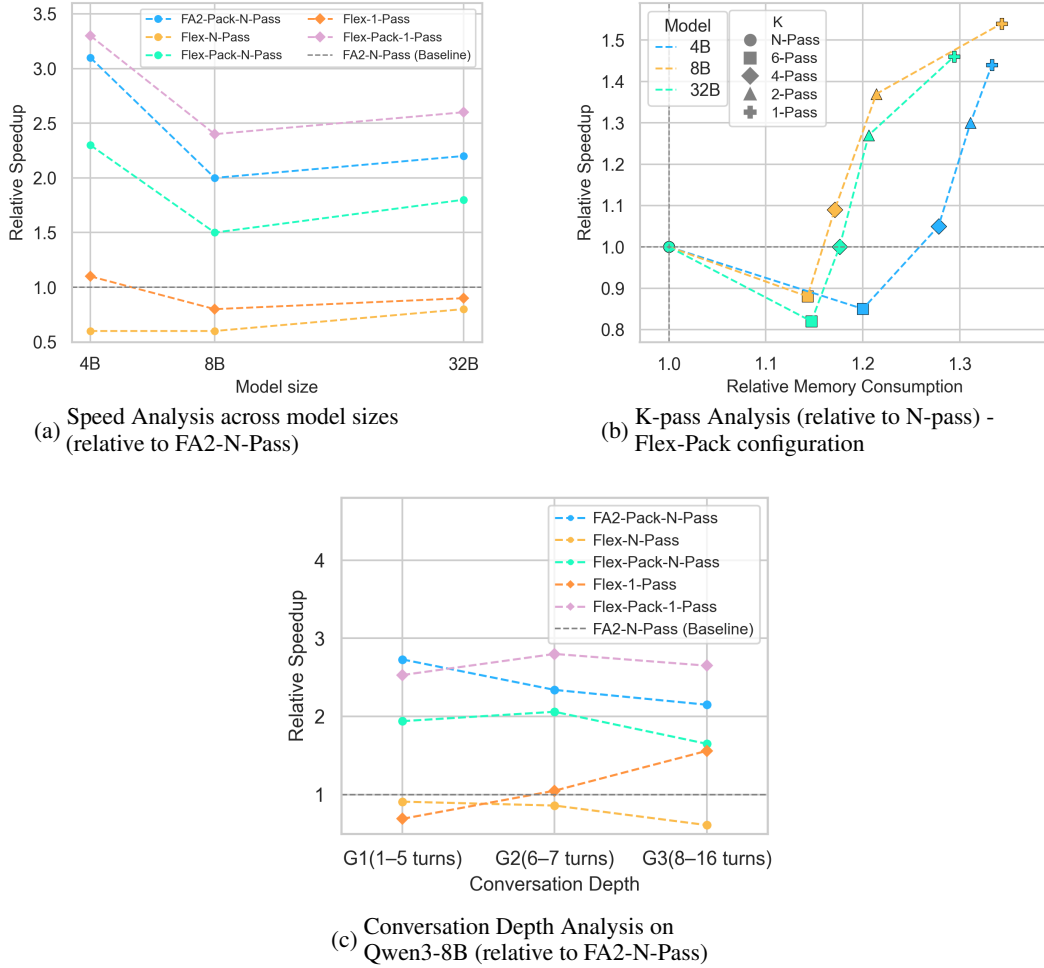 FA2-Pack-N-Pass
Flex-N-Pass
Flex-Pack-N-Pass
Flex-1-Pass
Flex-Pack-1-Pass
FA2-N-Pass (Baseline)
3.5
3.0
2.5
2.0
1.5
1.0
0.5
Relative Speedup
4B
8B
32B
Model size
(a) Speed Analysis across model sizes
(relative to FA2-N-Pass)
Model
4B
8B
32B
K
N-Pass
6-Pass
4-Pass
2-Pass
1-Pass
1.5
1.4
1.3
1.2
1.1
1.0
0.9
0.8
Relative Speedup
1.0
1.1
1.2
1.3
Relative Memory Consumption
(b) K-pass Analysis (relative to N-pass) -
Flex-Pack configuration
FA2-Pack-N-Pass
Flex-N-Pass
Flex-Pack-N-Pass
Flex-1-Pass
Flex-Pack-1-Pass
FA2-N-Pass (Baseline)
4
3
2
1
Relative Speedup
G1(1–5 turns)
G2(6–7 turns)
G3(8–16 turns)
Conversation Depth
(c) Conversation Depth Analysis on
Qwen3-8B (relative to FA2-N-Pass)